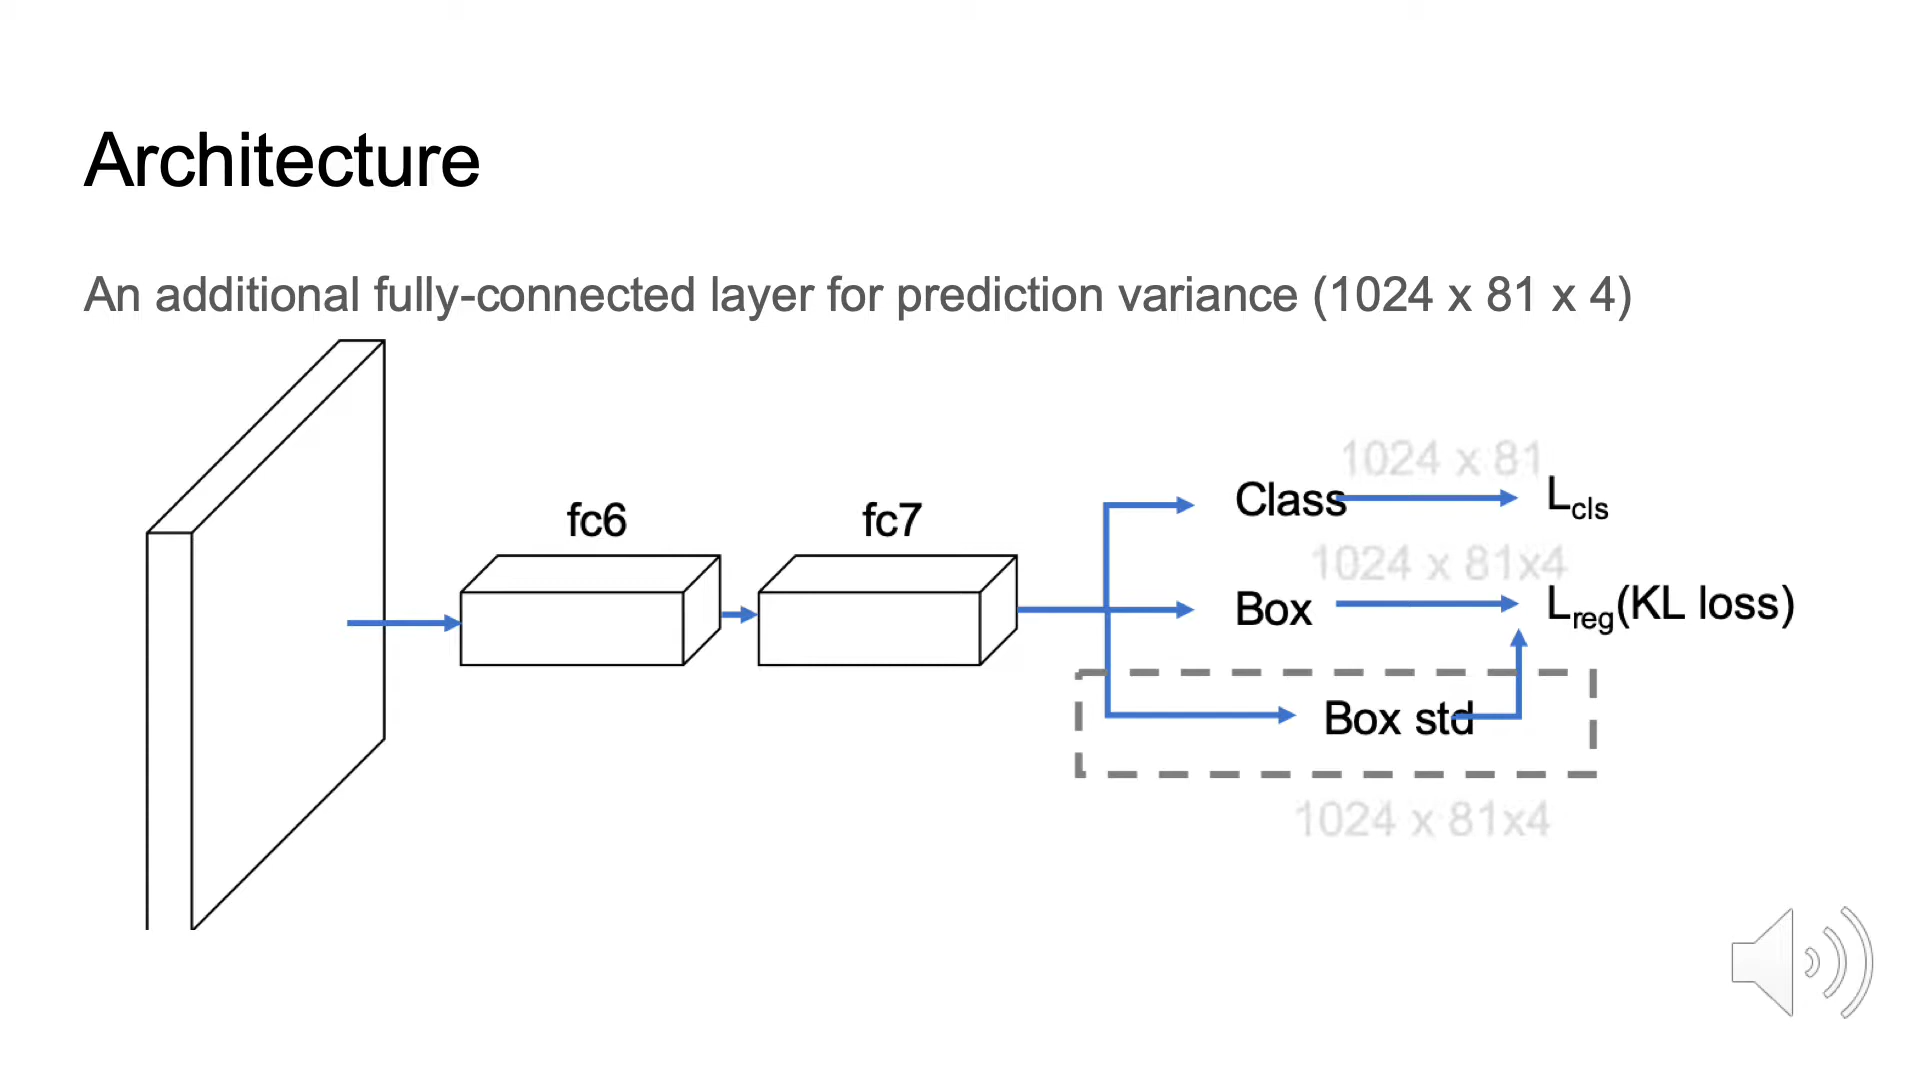 Architecture
An additional fully-connected layer for prediction variance (1024 x 81 x 4)
fc6
fc7
1024 x 81
Class
Lcls
1024 x 81x4
Box
Lreg(KL loss)
Box std
1024 x 81x4